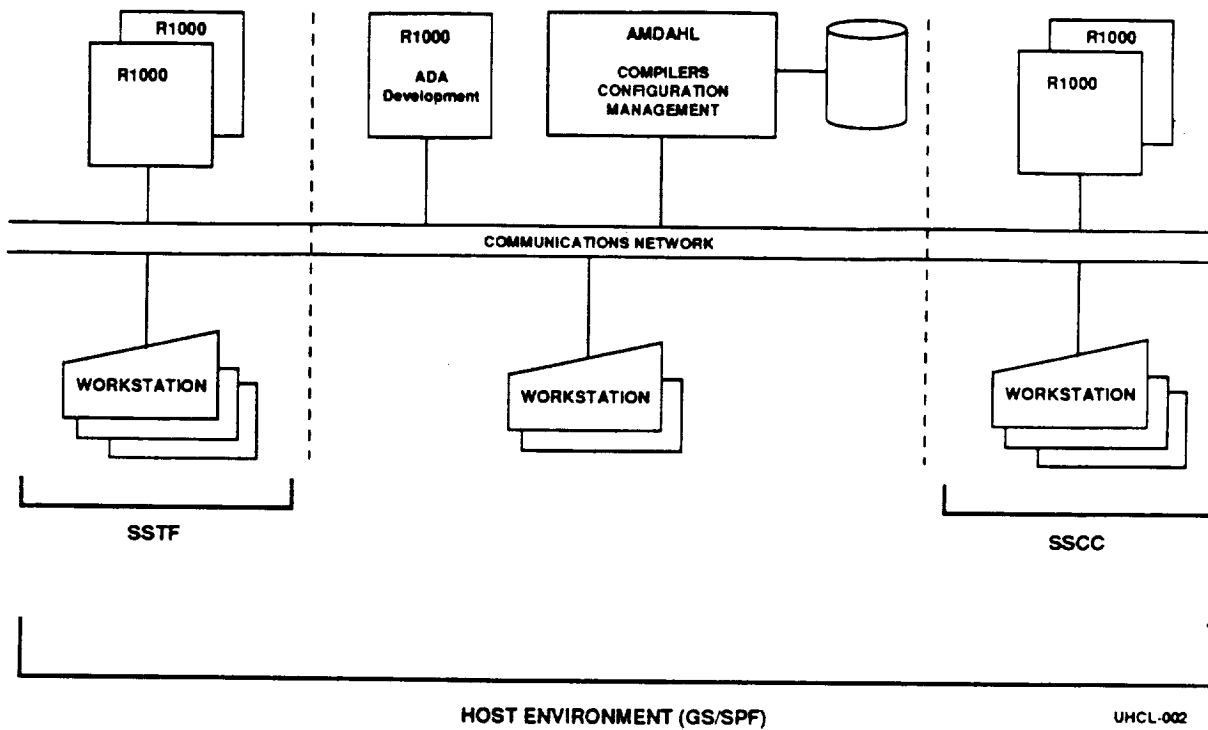 R1000
R1000
R1000
ADA
Development
AMDAHL
COMPILERS
CONFIGURATION
MANAGEMENT
R1000
R1000
COMMUNICATIONS NETWORK
WORKSTATION
WORKSTATION
WORKSTATION
SSTF
SSCC
HOST ENVIRONMENT (GS/SPF)
UHCL-002